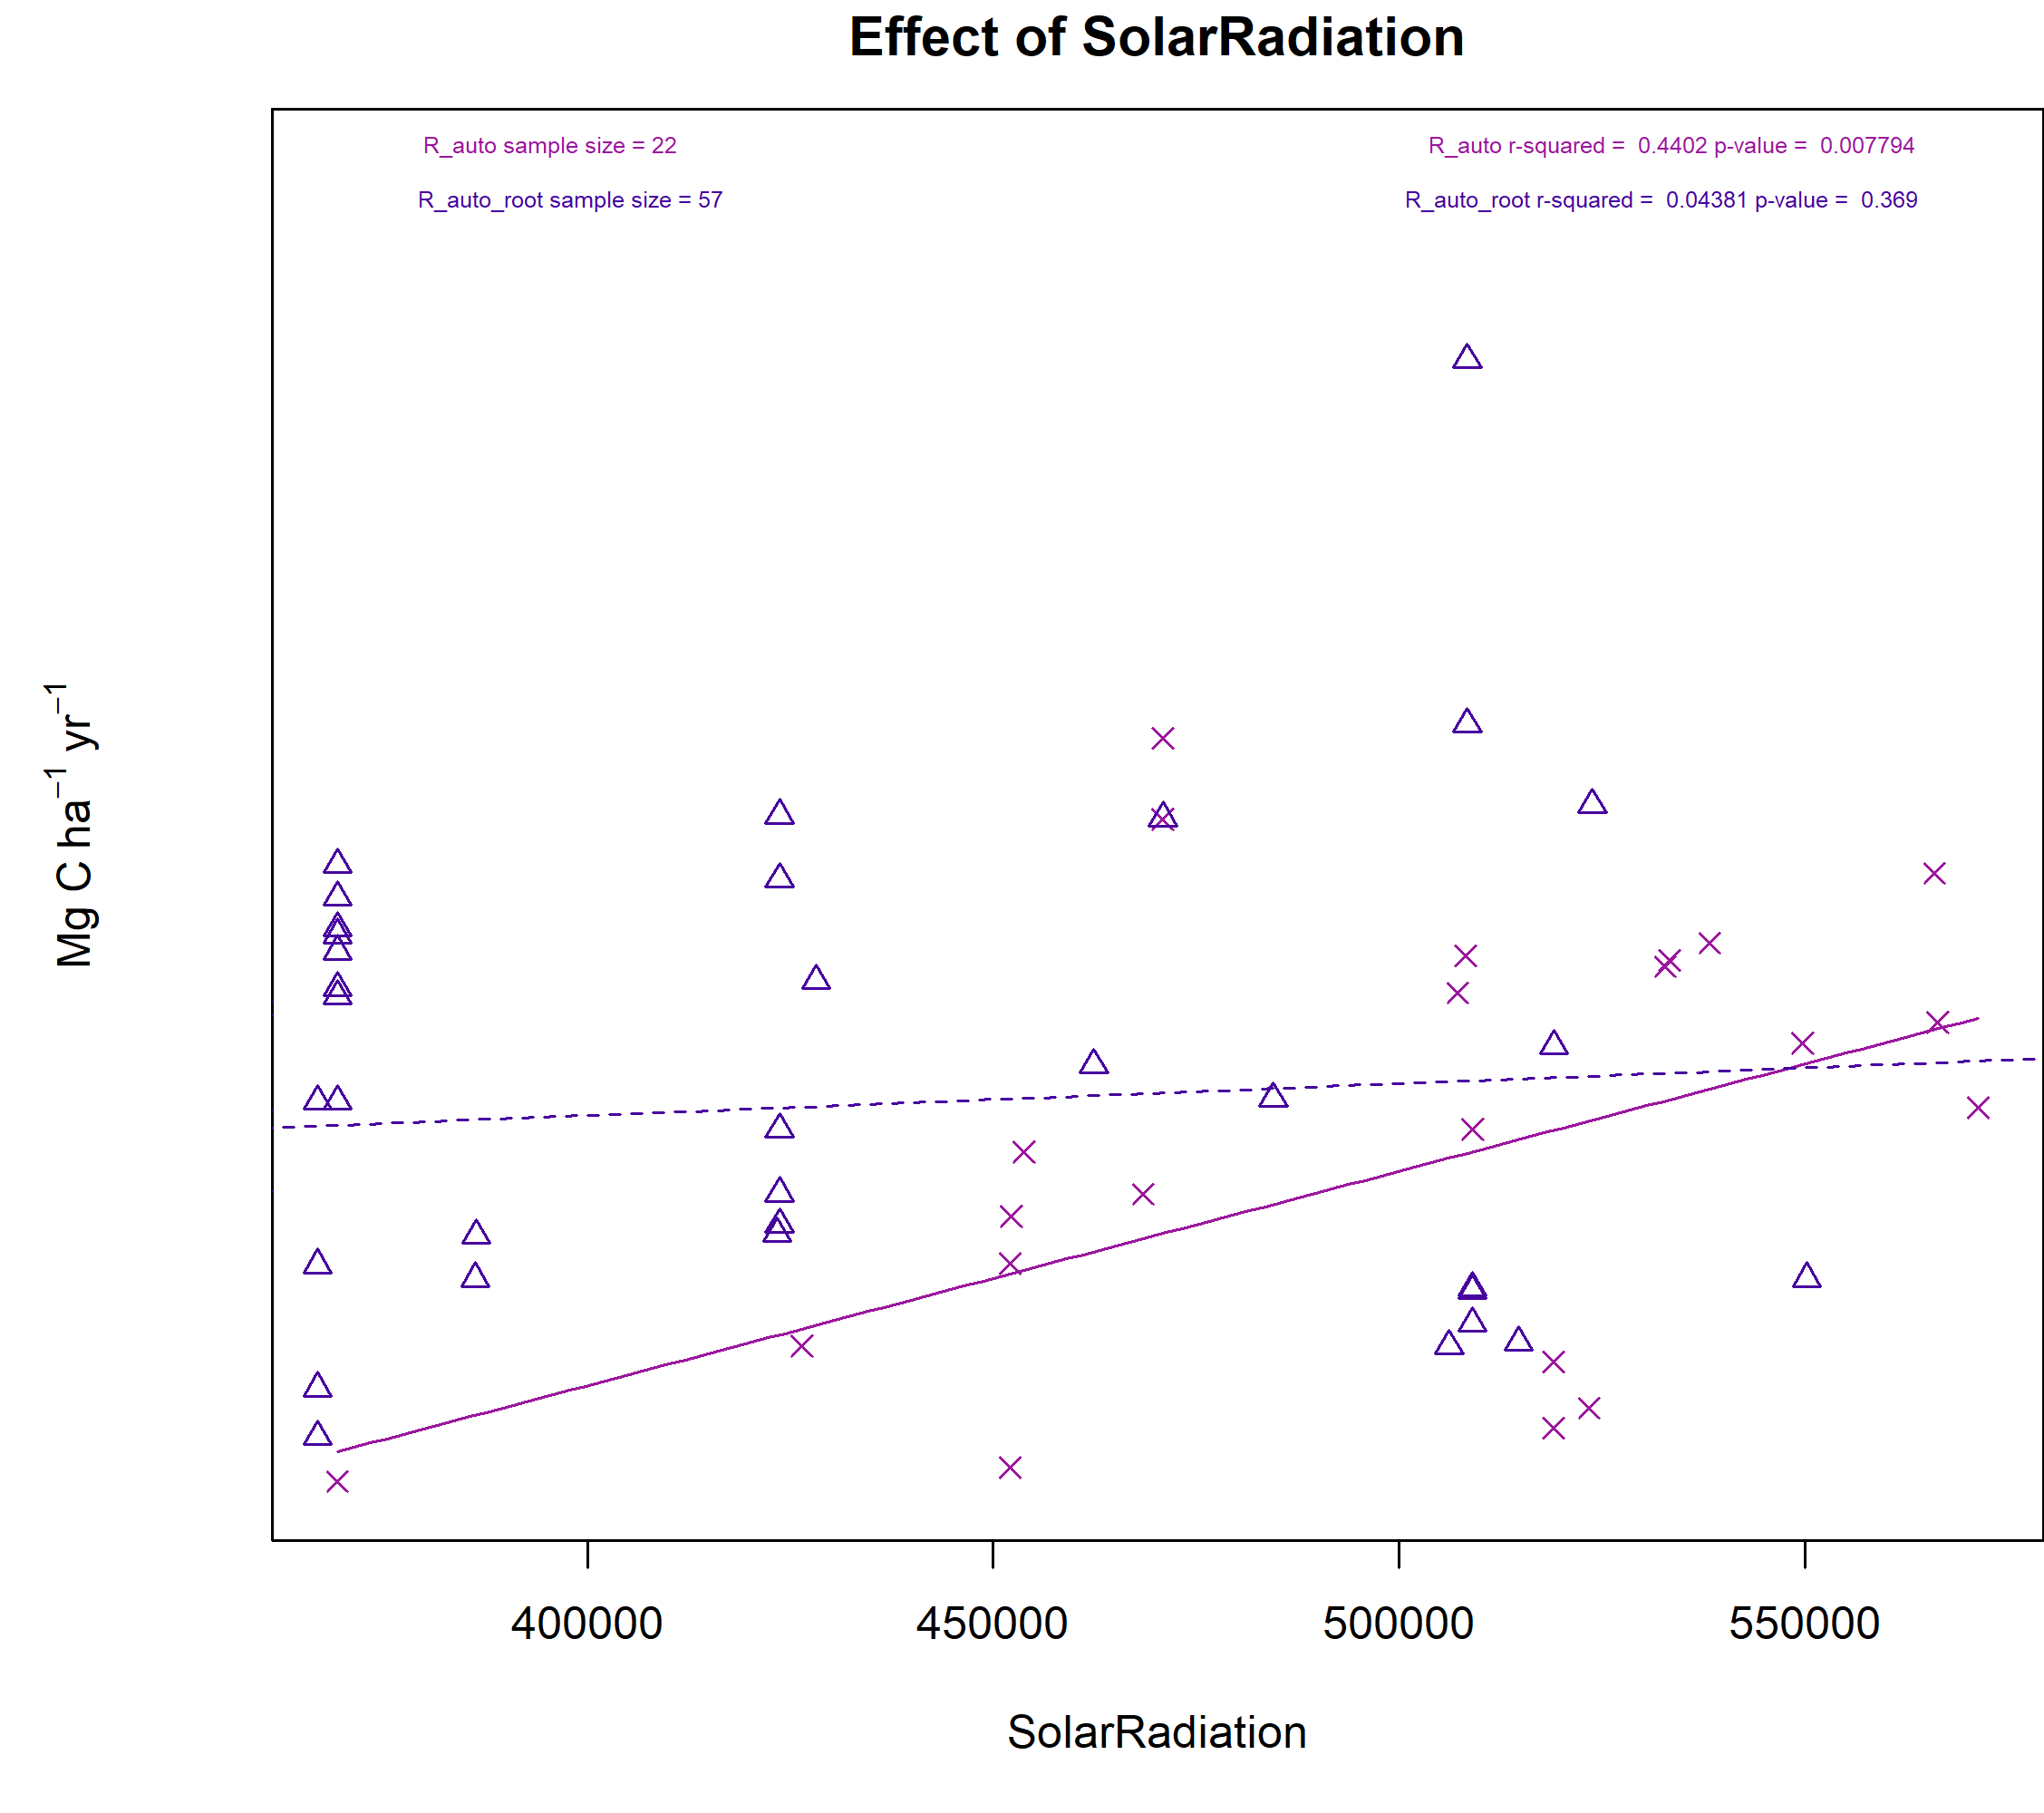 Effect of SolarRadiation
R_auto sample size = 22
R_auto r-squared = 0.4402 p-value = 0.007794
R_auto_root sample size = 57
R_auto_root r-squared = 0.04381 p-value = 0.369
Mg C ha⁻¹ yr⁻¹
400000
450000
500000
550000
SolarRadiation